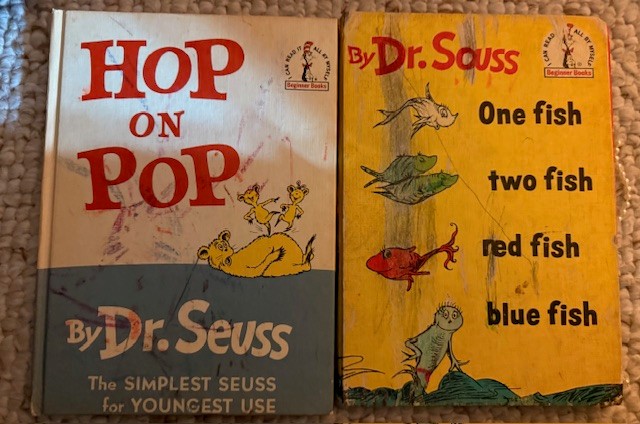 HOP
ON
POP
I CAN READ IT ALL BY MYSELF
Beginner Books
By Dr. Seuss
The SIMPLEST SEUSS
for YOUNGEST USE
By Dr. Seuss
I CAN READ IT ALL BY MYSELF
Beginner Books
One fish
two fish
red fish
blue fish